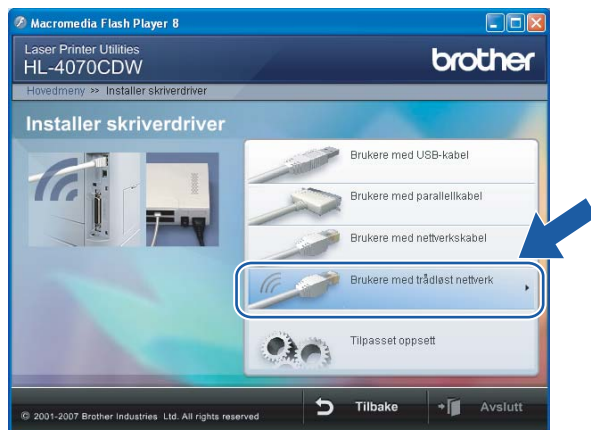 Macromedia Flash Player 8
Laser Printer Utilities
HL-4070CDW
brother
Hovedmeny >> Installer skriverdriver
Installer skriverdriver
Brukere med USB-kabel
Brukere med parallellkabel
Brukere med nettverkskabel
Brukere med trådløst nettverk
Tilpasset oppsett
© 2001-2007 Brother Industries Ltd. All rights reserved
Tilbake
Avslutt